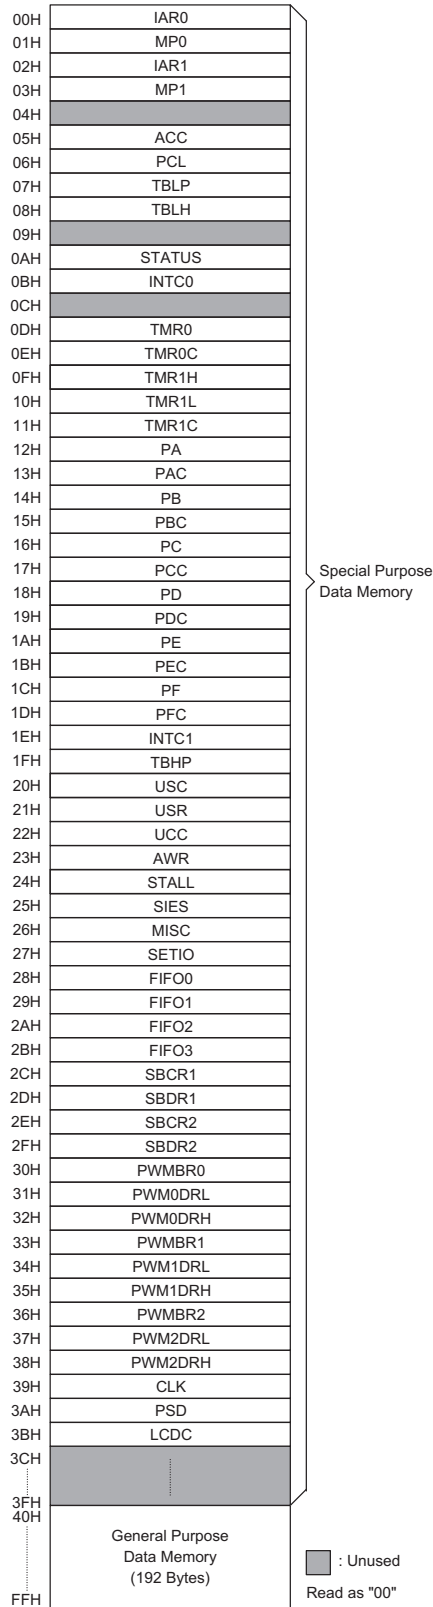 00H IAR0
01H MP0
02H IAR1
03H MP1
04H
05H ACC
06H PCL
07H TBLP
08H TBLH
09H
0AH STATUS
0BH INTC0
0CH
0DH TMR0
0EH TMR0C
0FH TMR1H
10H TMR1L
11H TMR1C
12H PA
13H PAC
14H PB
15H PBC
16H PC
17H PCC
18H PD
19H PDC
1AH PE
1BH PEC
1CH PF
1DH PFC
1EH INTC1
1FH TBHP
20H USC
21H USR
22H UCC
23H AWR
24H STALL
25H SIES
26H MISC
27H SETIO
28H FIFO0
29H FIFO1
2AH FIFO2
2BH FIFO3
2CH SBCR1
2DH SBDR1
2EH SBCR2
2FH SBDR2
30H PWMBR0
31H PWM0DRL
32H PWM0DRH
33H PWMBR1
34H PWM1DRL
35H PWM1DRH
36H PWMBR2
37H PWM2DRL
38H PWM2DRH
39H CLK
3AH PSD
3BH LCDC
3CH
3FH
Special Purpose
Data Memory
40H
General Purpose
Data Memory
(192 Bytes)
FFH
: Unused
Read as "00"